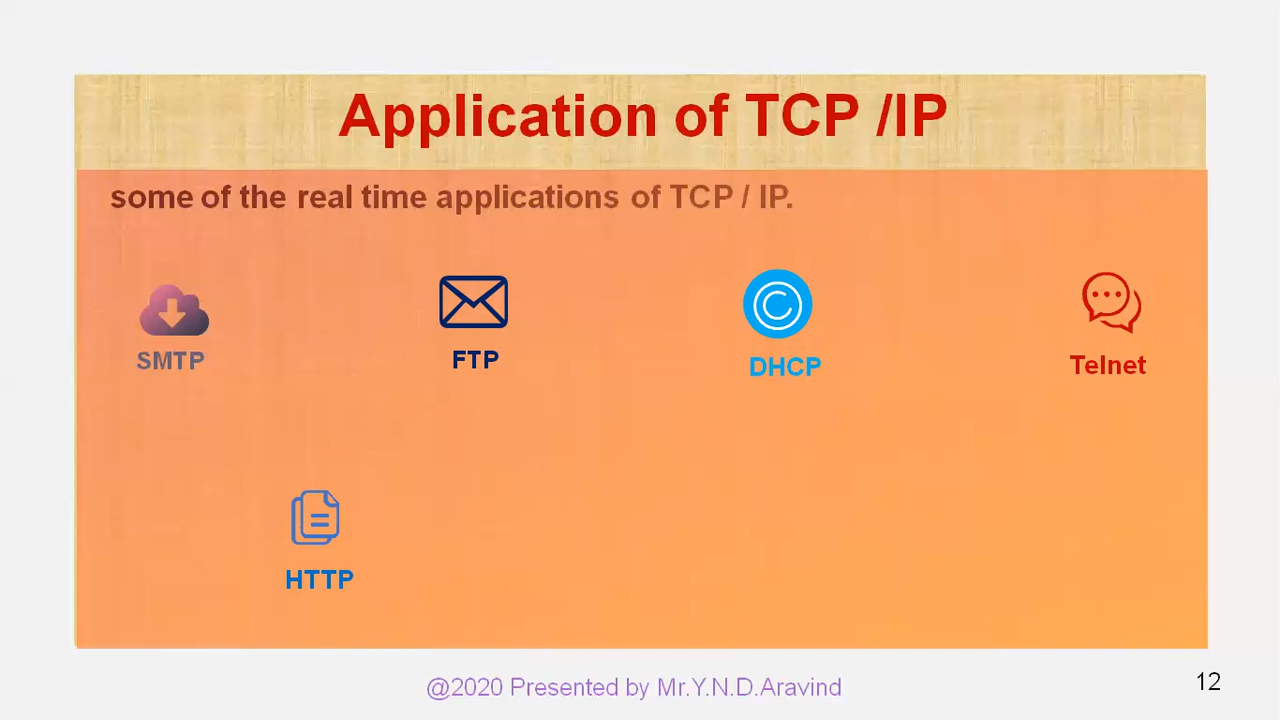 Application of TCP /IP
some of the real time applications of TCP / IP.
SMTP
FTP
DHCP
Telnet
HTTP
@2020 Presented by Mr.Y.N.D.Aravind
12